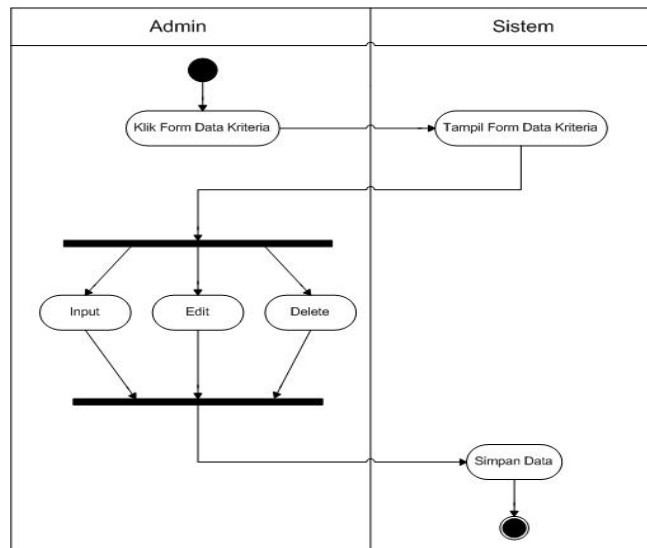 Admin
Sistem
Klik Form Data Kriteria
Tampil Form Data Kriteria
Input
Edit
Delete
Simpan Data